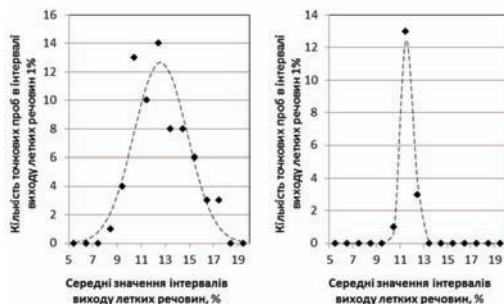 Кількість точкових проб в інтервалі
виходу летких речовин 1%
16
14
12
10
8
6
4
2
0
5 7 9 11 13 15 17 19
Середні значення інтервалів
виходу летких речовин, %
Кількість точкових проб в інтервалі
виходу летких речовин 1%
14
12
10
8
6
4
2
0
5 7 9 11 13 15 17 19
Середні значення інтервалів
виходу летких речовин, %